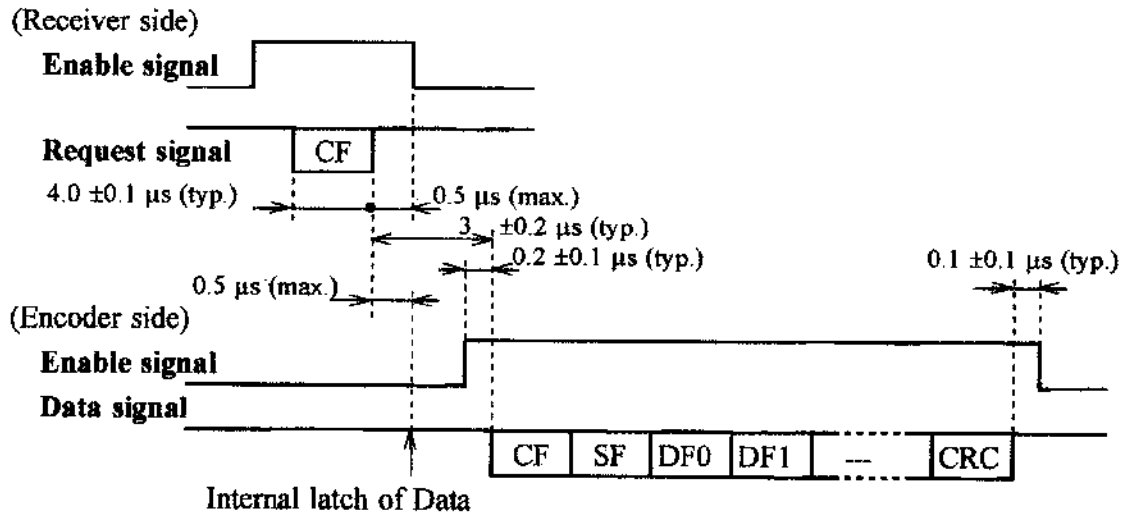 (Receiver side)
Enable signal
Request signal
CF
4.0 ±0.1 µs (typ.)
0.5 µs (max.)
3 ±0.2 µs (typ.)
0.2 ±0.1 µs (typ.)
0.1 ±0.1 µs (typ.)
0.5 µs (max.)
(Encoder side)
Enable signal
Data signal
CF SF DF0 DF1 --- CRC
Internal latch of Data